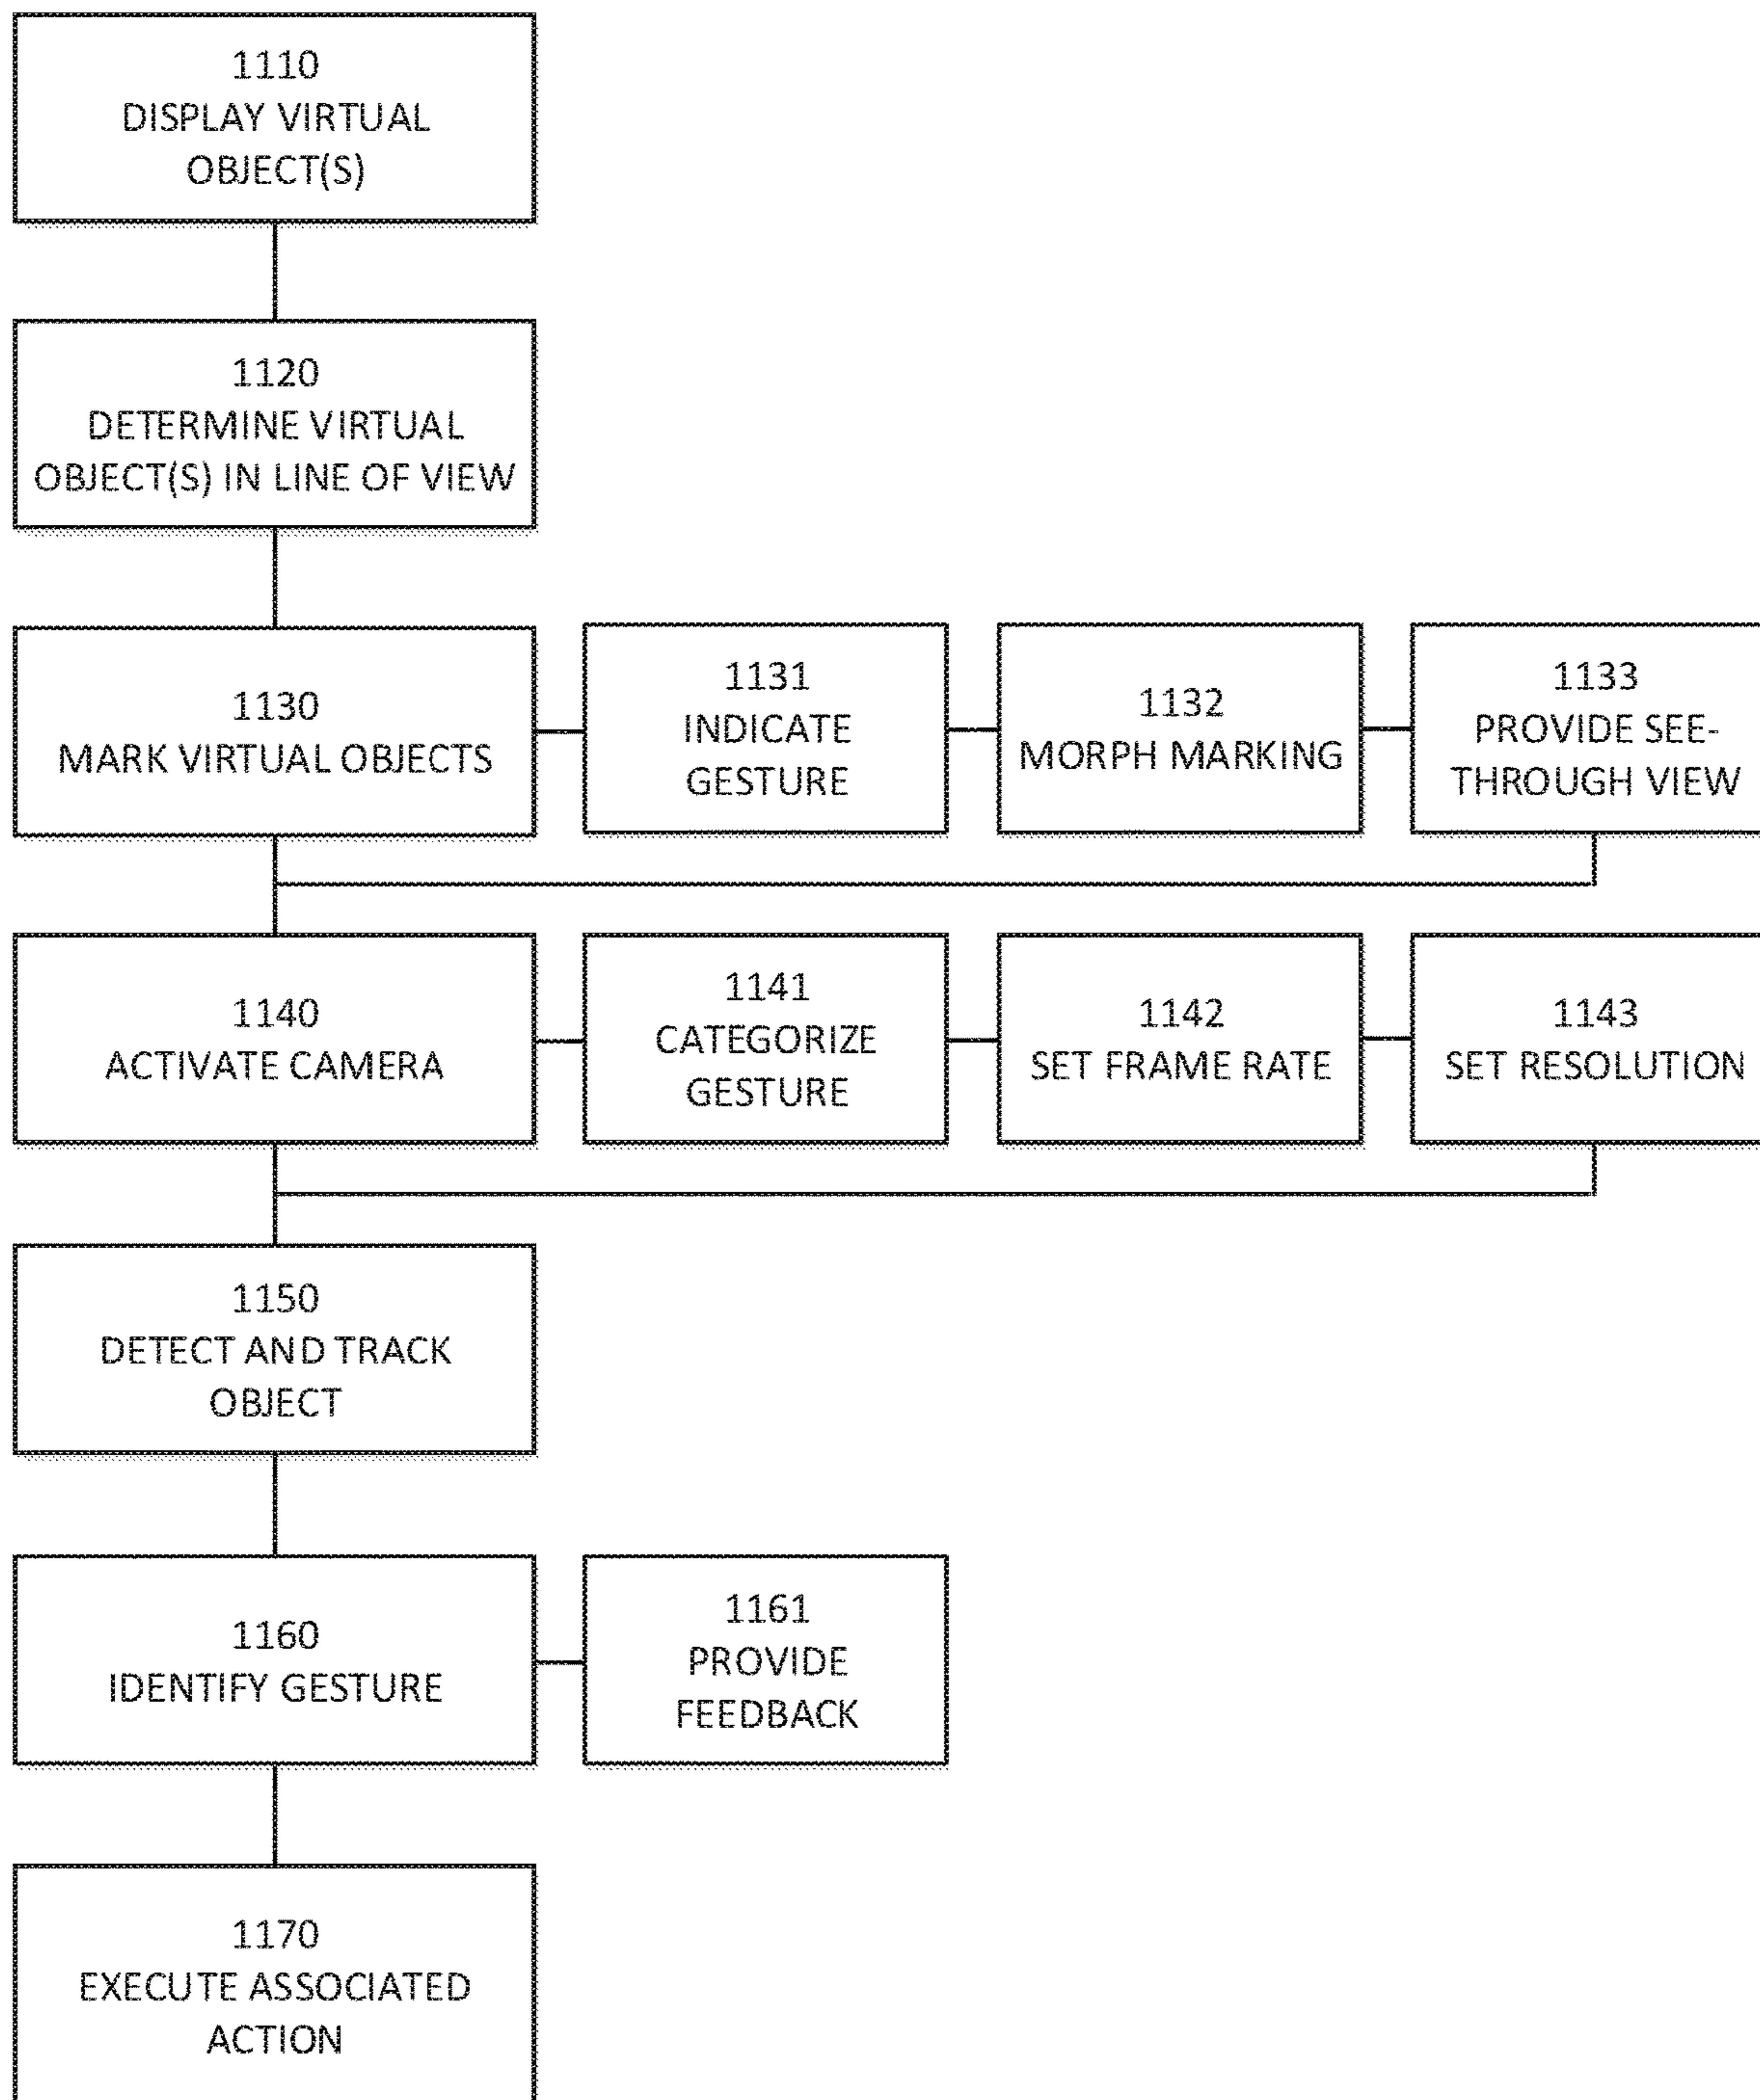 1110
DISPLAY VIRTUAL
OBJECT(S)
1120
DETERMINE VIRTUAL
OBJECT(S) IN LINE OF VIEW
1130
MARK VIRTUAL OBJECTS
1131
INDICATE
GESTURE
1132
MORPH MARKING
1133
PROVIDE SEE-
THROUGH VIEW
1140
ACTIVATE CAMERA
1141
CATEGORIZE
GESTURE
1142
SET FRAME RATE
1143
SET RESOLUTION
1150
DETECT AND TRACK
OBJECT
1160
IDENTIFY GESTURE
1161
PROVIDE
FEEDBACK
1170
EXECUTE ASSOCIATED
ACTION